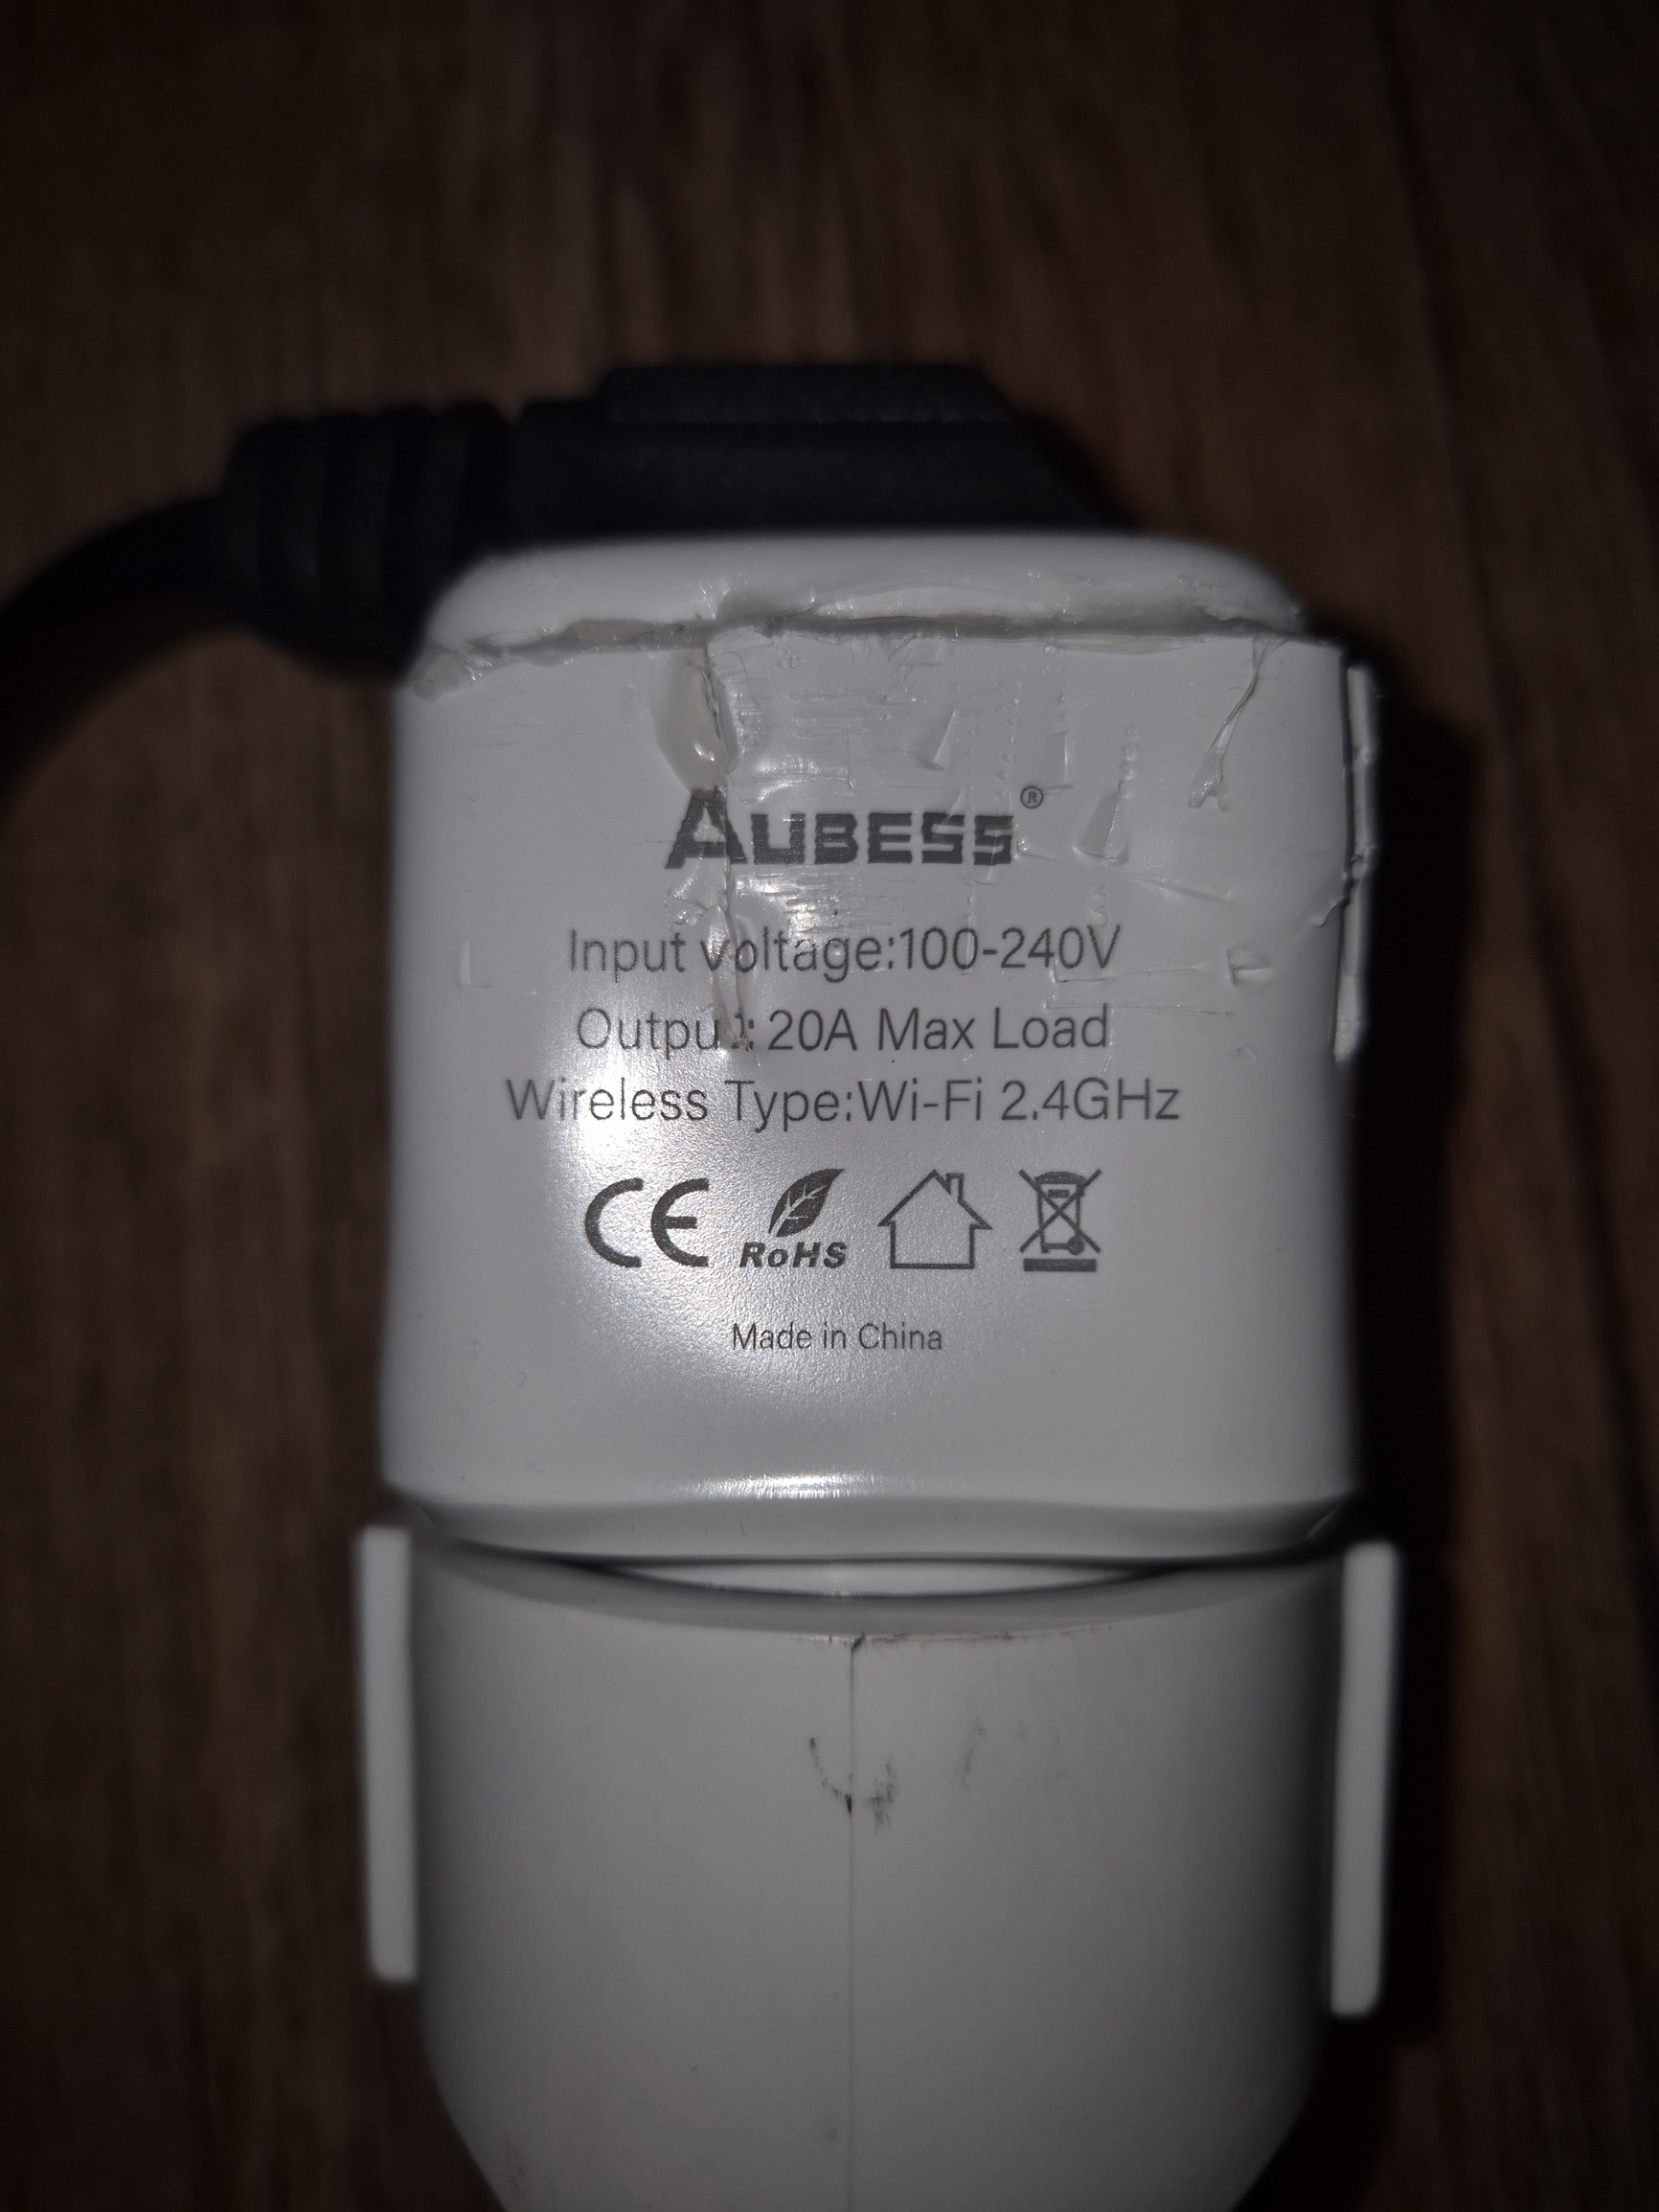 AUBESS®
Input voltage:100-240V
Output: 20A Max Load
Wireless Type:Wi-Fi 2.4GHz
CE RoHS
Made in China